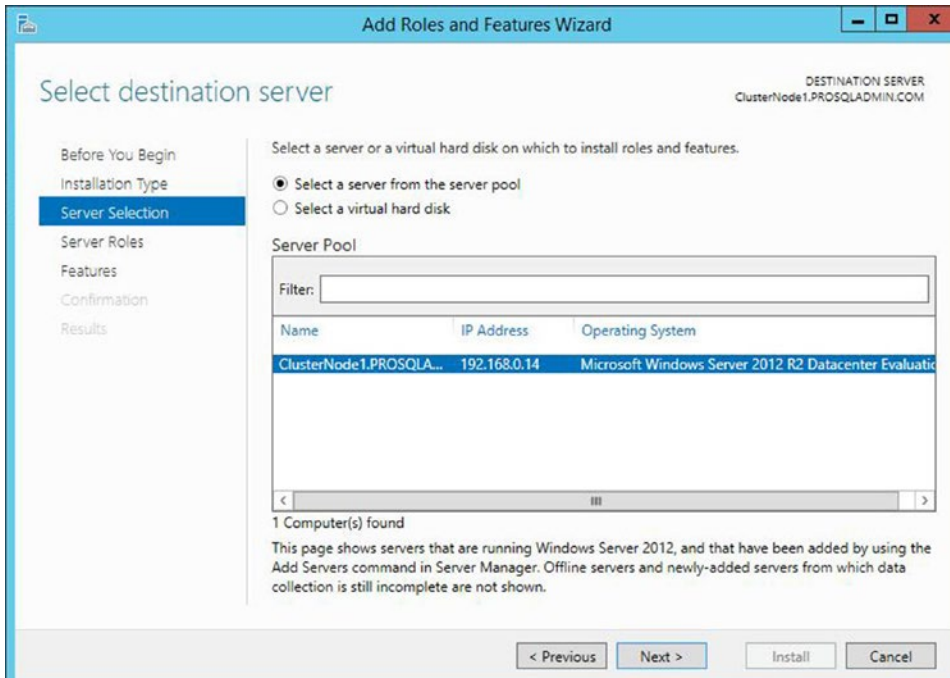 Add Roles and Features Wizard
Select destination server
DESTINATION SERVER
ClusterNode1.PROSQLADMIN.COM
Before You Begin
Installation Type
Server Selection
Server Roles
Features
Confirmation
Results
Select a server or a virtual hard disk on which to install roles and features.
Select a server from the server pool
Select a virtual hard disk
Server Pool
Filter:
Name IP Address Operating System
ClusterNode1.PROSQLA... 192.168.0.14 Microsoft Windows Server 2012 R2 Datacenter Evaluatio
1 Computer(s) found
This page shows servers that are running Windows Server 2012, and that have been added by using the
Add Servers command in Server Manager. Offline servers and newly-added servers from which data
collection is still incomplete are not shown.
< Previous Next > Install Cancel